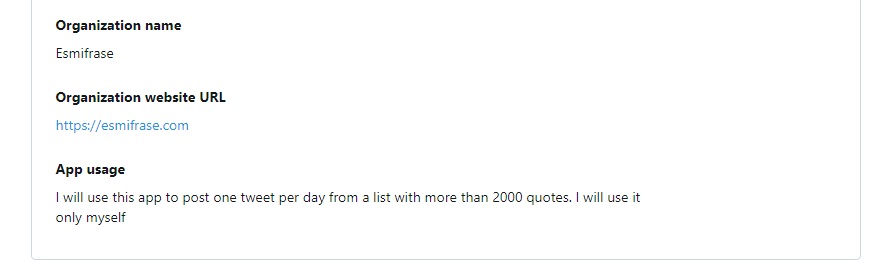 Organization name
Esmifrase
Organization website URL
https://esmifrase.com
App usage
I will use this app to post one tweet per day from a list with more than 2000 quotes. I will use it
only myself